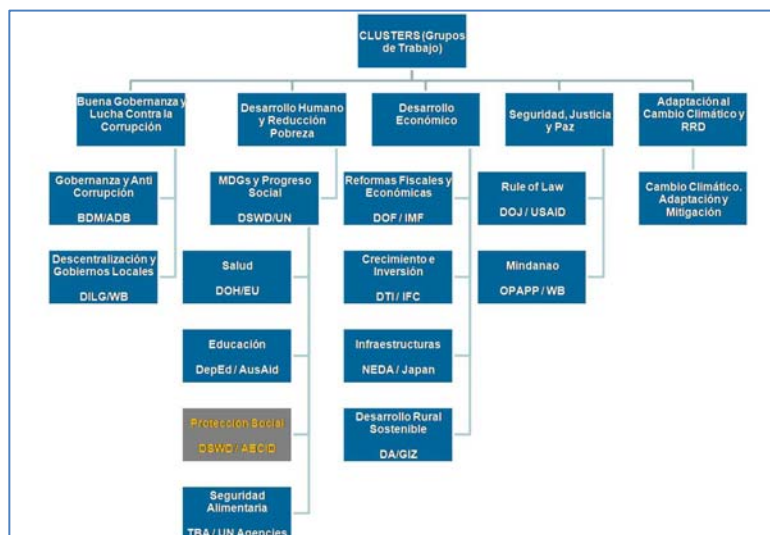 CLUSTERS (Grupos
de Trabajo)
Buena Gobernanza y
Lucha Contra la
Corrupción
Desarrollo Humano
y Reducción
Pobreza
Desarrollo
Económico
Seguridad, Justicia
y Paz
Adaptación al
Cambio Climático y
RRD
Gobernanza y Anti
Corrupción
BDM/ADB
MDGs y Progreso
Social
DSWD/UN
Reformas Fiscales y
Económicas
DOF / IMF
Rule of Law
DOJ / USAID
Cambio Climático.
Adaptación y
Mitigación
Descentralización y
Gobiernos Locales
DILG/WB
Salud
DOH/EU
Crecimiento e
Inversión
DTI / IFC
Mindanao
OPAPP / WB
Educación
DepEd / AusAid
Infraestructuras
NEDA / Japan
Protección Social
DSWD / AECID
Desarrollo Rural
Sostenible
DA/GIZ
Seguridad
Alimentaria
TBA / UN Agencies